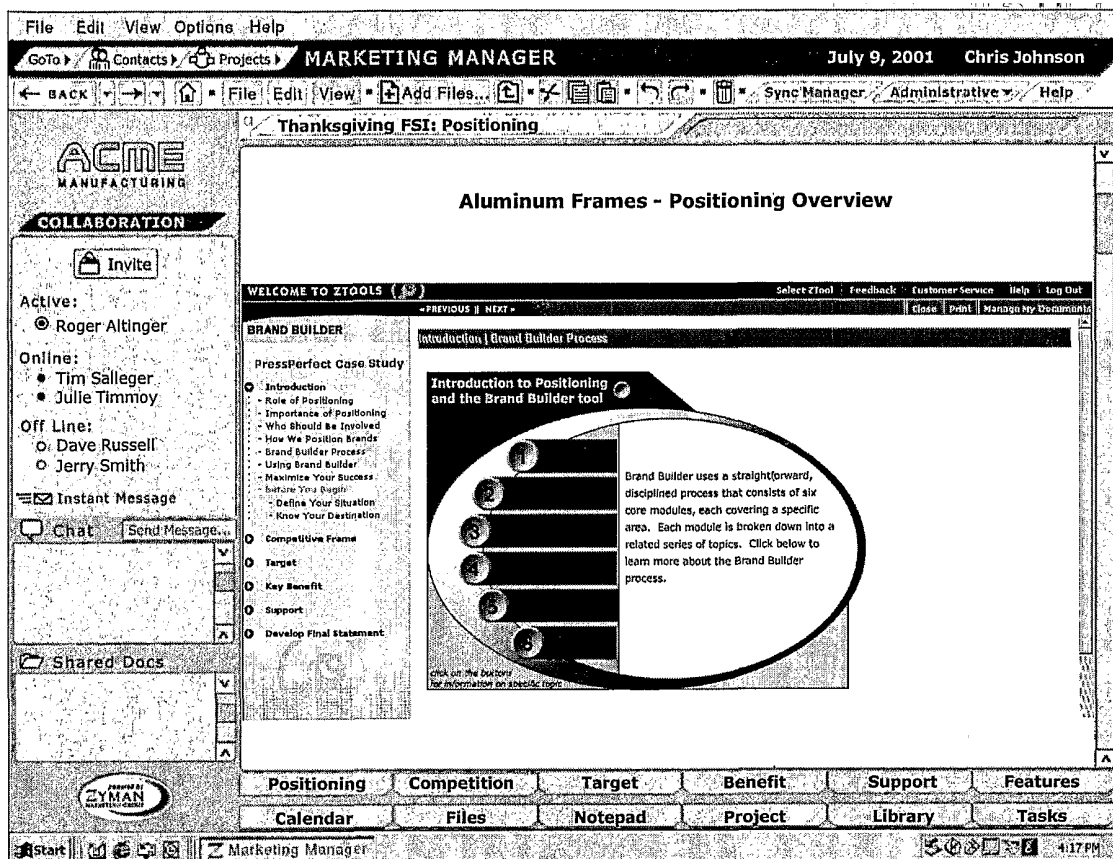 File Edit View Options Help
GoTo Contacts Projects MARKETING MANAGER July 9, 2001 Chris Johnson
BACK File Edit View Add Files... Sync Manager Administrative Help
Thanksgiving FSI: Positioning
ACME
MANUFACTURING
COLLABORATION
Invite
Active:
Roger Altinger
Online:
Tim Salleger
Julie Timmoy
Off Line:
Dave Russell
Jerry Smith
Instant Message
Chat Send Message...
Shared Docs
Aluminum Frames - Positioning Overview
WELCOME TO ZTOOLS Select ZTool Feedback Customer Service Help Log Out
PREVIOUS || NEXT Close Print Manage My Documents
BRAND BUILDER
Introduction | Brand Builder Process
PressPerfect Case Study
Introduction
- Role of Positioning
- Importance of Positioning
- Who Should Be Involved
- How We Position Brands
- Brand Builder Process
- Using Brand Builder
- Maximize Your Success
- Before You Begin
- Define Your Situation
- Know Your Destination
Competitive Frame
Target
Key Benefit
Support
Develop Final Statement
Introduction to Positioning
and the Brand Builder tool
1
2
3
4
5
6
Brand Builder uses a straightforward,
disciplined process that consists of six
core modules, each covering a specific
area. Each module is broken down into a
related series of topics. Click below to
learn more about the Brand Builder
process.
click on the buttons
for information on specific topic
Positioning Competition Target Benefit Support Features
Calendar Files Notepad Project Library Tasks
ZYMAN
Start Z Marketing Manager 4:17 PM